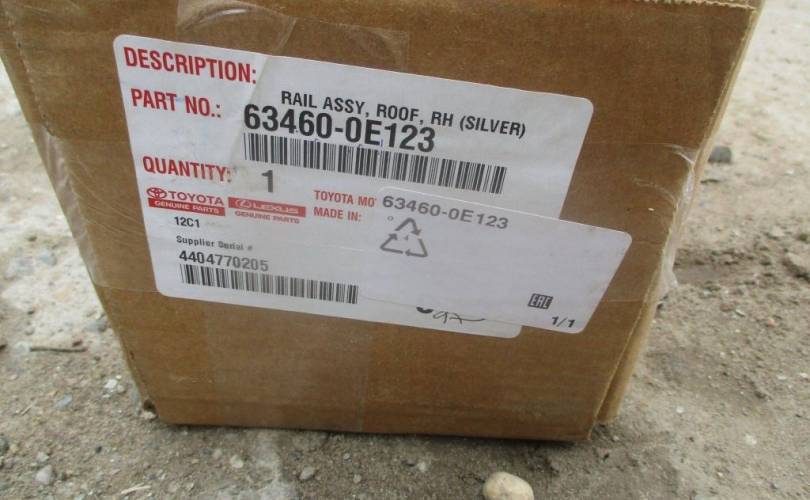 DESCRIPTION:
RAIL ASSY, ROOF, RH (SILVER)
PART NO.: 63460-0E123
QUANTITY: 1
TOYOTA
GENUINE PARTS
LEXUS
GENUINE PARTS
TOYOTA MO
MADE IN:
63460-0E123
12C1
Supplier Serial #
4404770205
EAC
1/1